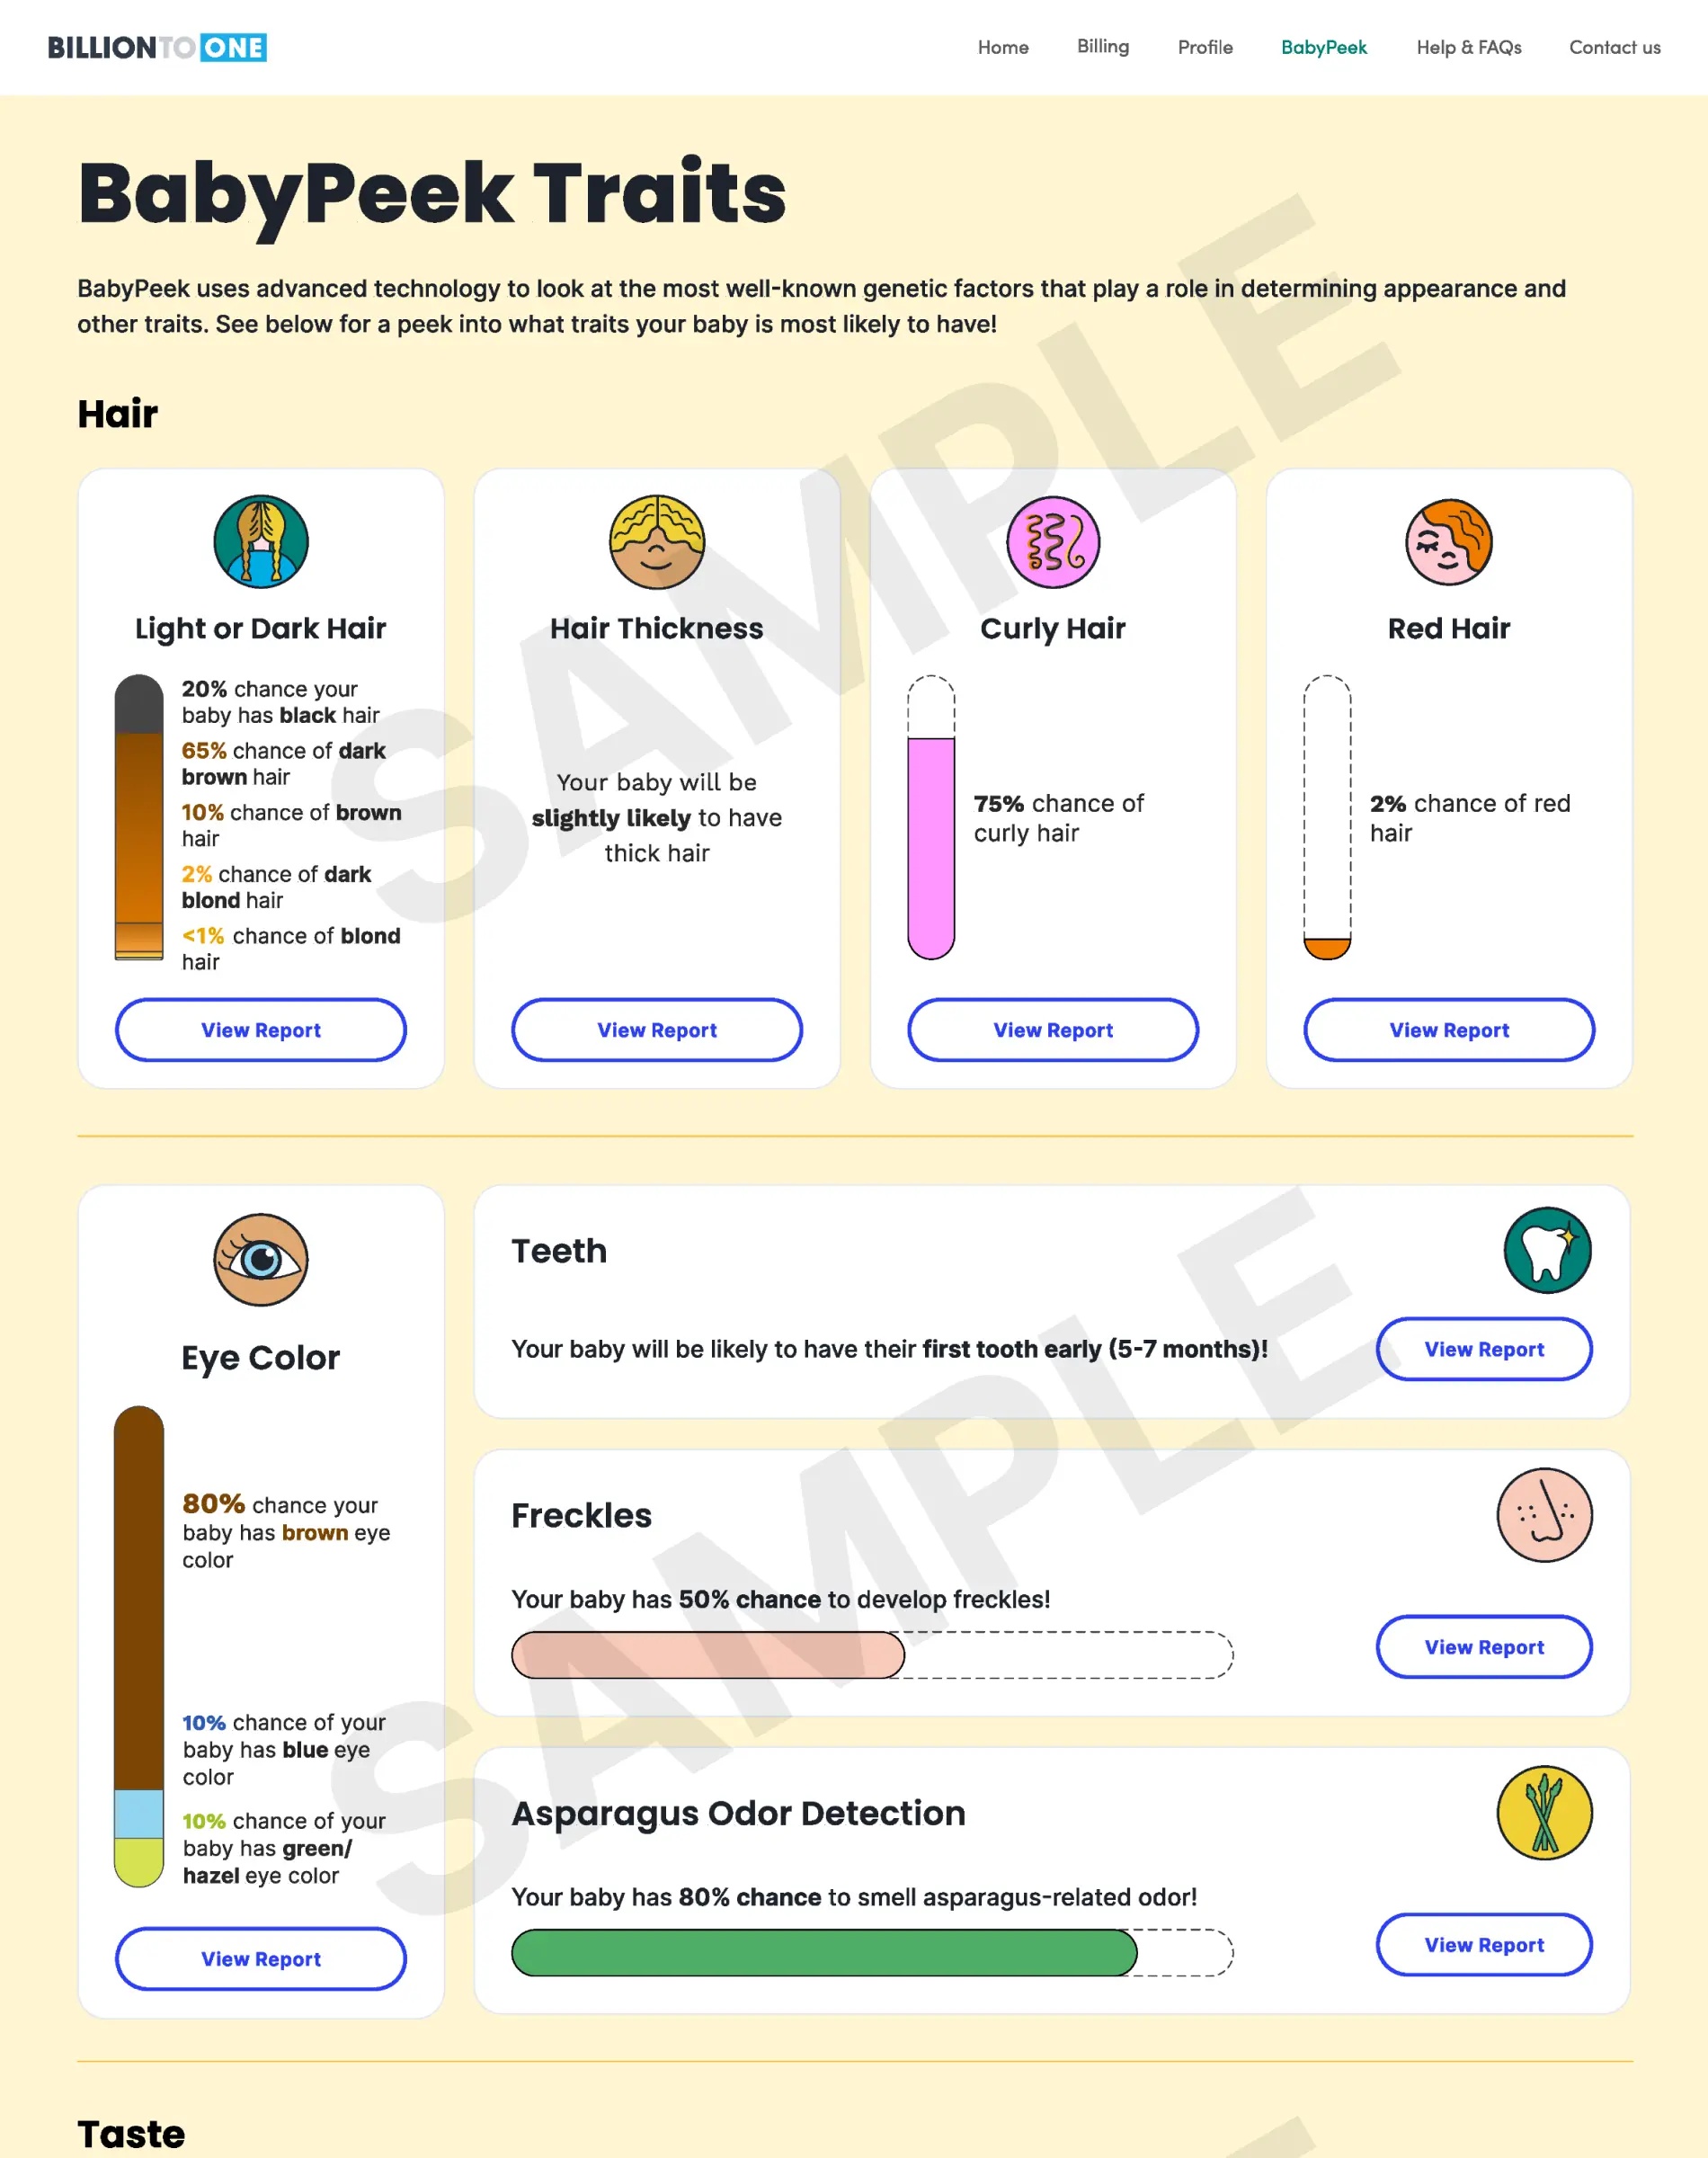 BILLIONTOONE
Home Billing Profile BabyPeek Help & FAQs Contact us
BabyPeek Traits
BabyPeek uses advanced technology to look at the most well-known genetic factors that play a role in determining appearance and
other traits. See below for a peek into what traits your baby is most likely to have!
Hair
Light or Dark Hair
20% chance your
baby has black hair
65% chance of dark
brown hair
10% chance of brown
hair
2% chance of dark
blond hair
<1% chance of blond
hair
View Report
Hair Thickness
Your baby will be
slightly likely to have
thick hair
View Report
Curly Hair
75% chance of
curly hair
View Report
Red Hair
2% chance of red
hair
View Report
SAMPLE
Eye Color
80% chance your
baby has brown eye
color
10% chance of your
baby has blue eye
color
10% chance of your
baby has green/
hazel eye color
View Report
Teeth
Your baby will be likely to have their first tooth early (5-7 months)!
View Report
Freckles
Your baby has 50% chance to develop freckles!
View Report
Asparagus Odor Detection
Your baby has 80% chance to smell asparagus-related odor!
View Report
SAMPLE
Taste